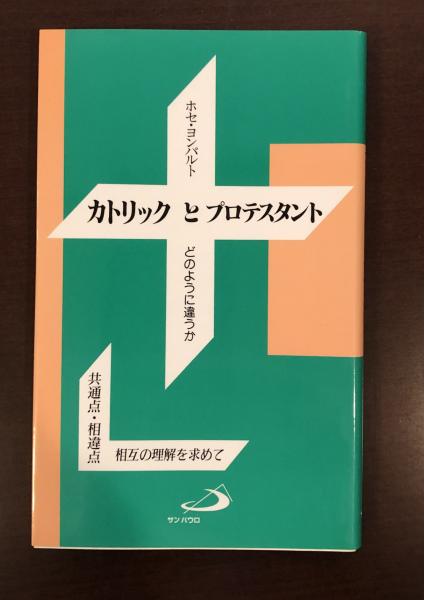 ホセ・ヨンパルト
カトリックとプロテスタント
どのように違うか
共通点・相違点
相互の理解を求めて
サンパウロ